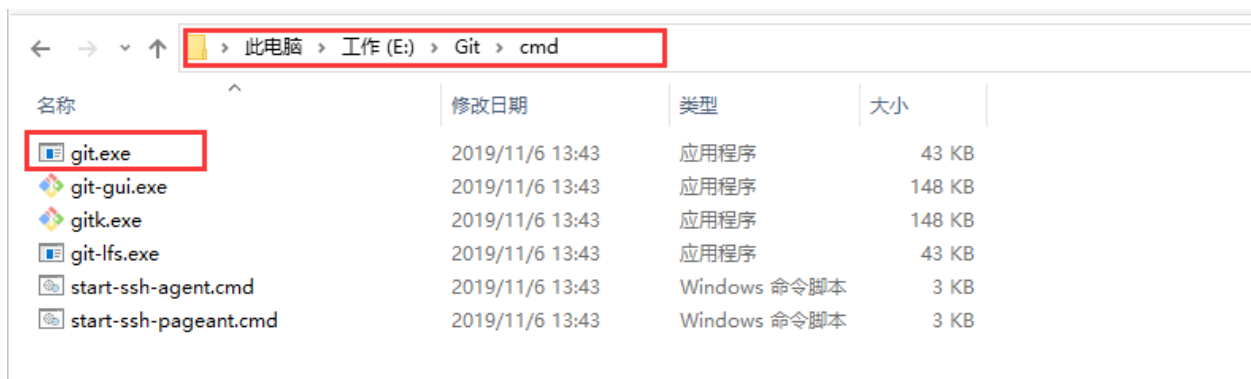 此电脑 › 工作 (E:) › Git › cmd
名称 修改日期 类型 大小
git.exe 2019/11/6 13:43 应用程序 43 KB
git-gui.exe 2019/11/6 13:43 应用程序 148 KB
gitk.exe 2019/11/6 13:43 应用程序 148 KB
git-lfs.exe 2019/11/6 13:43 应用程序 43 KB
start-ssh-agent.cmd 2019/11/6 13:43 Windows 命令脚本 3 KB
start-ssh-pageant.cmd 2019/11/6 13:43 Windows 命令脚本 3 KB